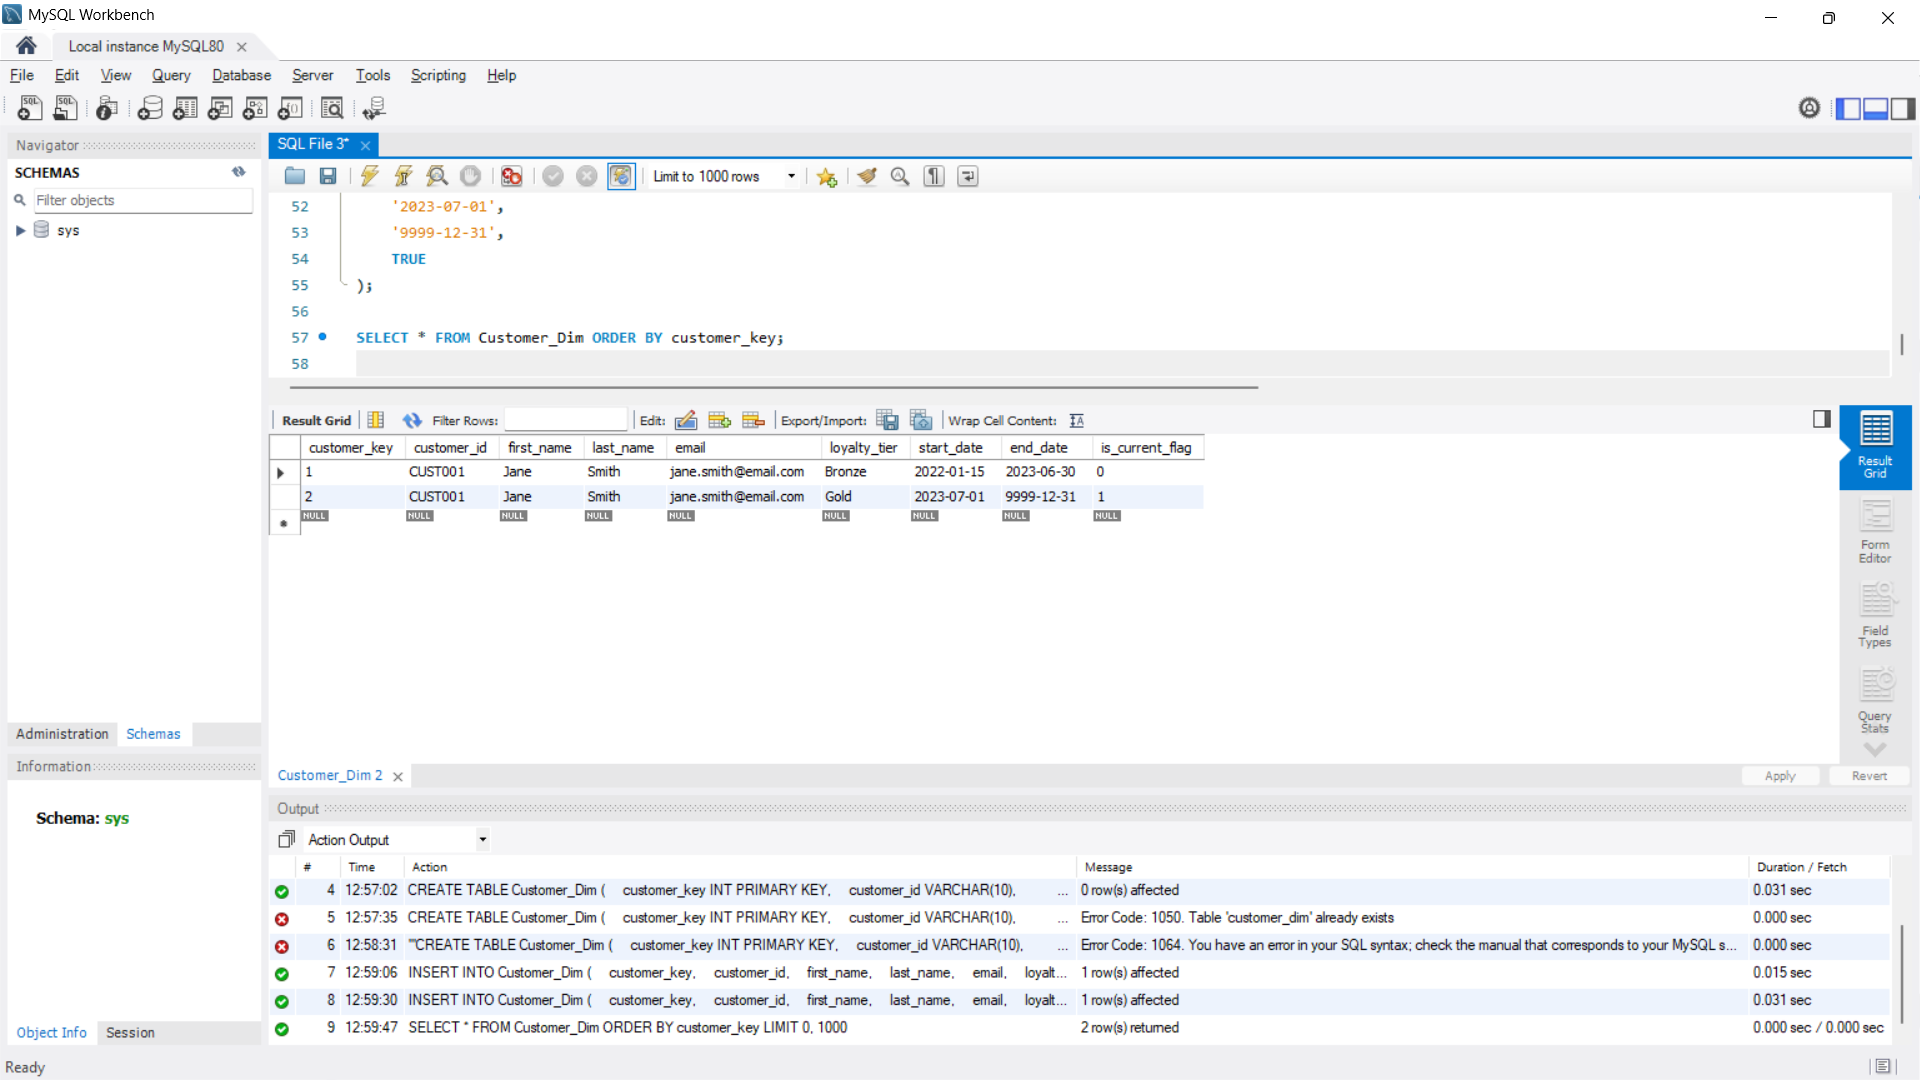 MySQL Workbench
Local instance MySQL80
File Edit View Query Database Server Tools Scripting Help
Navigator
SCHEMAS
Filter objects
sys
Administration Schemas
Information
Schema: sys
Object Info Session
SQL File 3*
Limit to 1000 rows
52 '2023-07-01',
53 '9999-12-31',
54 TRUE
55 );
56
57 SELECT * FROM Customer_Dim ORDER BY customer_key;
58
Result Grid Filter Rows: Edit: Export/Import: Wrap Cell Content:
customer_key customer_id first_name last_name email loyalty_tier start_date end_date is_current_flag
1 CUST001 Jane Smith jane.smith@email.com Bronze 2022-01-15 2023-06-30 0
2 CUST001 Jane Smith jane.smith@email.com Gold 2023-07-01 9999-12-31 1
NULL NULL NULL NULL NULL NULL NULL NULL NULL
Result
Grid
Form
Editor
Field
Types
Query
Stats
Customer_Dim 2
Apply Revert
Output
Action Output
# Time Action Message Duration / Fetch
4 12:57:02 CREATE TABLE Customer_Dim ( customer_key INT PRIMARY KEY, customer_id VARCHAR(10), ... 0 row(s) affected 0.031 sec
5 12:57:35 CREATE TABLE Customer_Dim ( customer_key INT PRIMARY KEY, customer_id VARCHAR(10), ... Error Code: 1050. Table 'customer_dim' already exists 0.000 sec
6 12:58:31 '"CREATE TABLE Customer_Dim ( customer_key INT PRIMARY KEY, customer_id VARCHAR(10), ... Error Code: 1064. You have an error in your SQL syntax; check the manual that corresponds to your MySQL s... 0.000 sec
7 12:59:06 INSERT INTO Customer_Dim ( customer_key, customer_id, first_name, last_name, email, loyalt... 1 row(s) affected 0.015 sec
8 12:59:30 INSERT INTO Customer_Dim ( customer_key, customer_id, first_name, last_name, email, loyalt... 1 row(s) affected 0.031 sec
9 12:59:47 SELECT * FROM Customer_Dim ORDER BY customer_key LIMIT 0, 1000 2 row(s) returned 0.000 sec / 0.000 sec
Ready